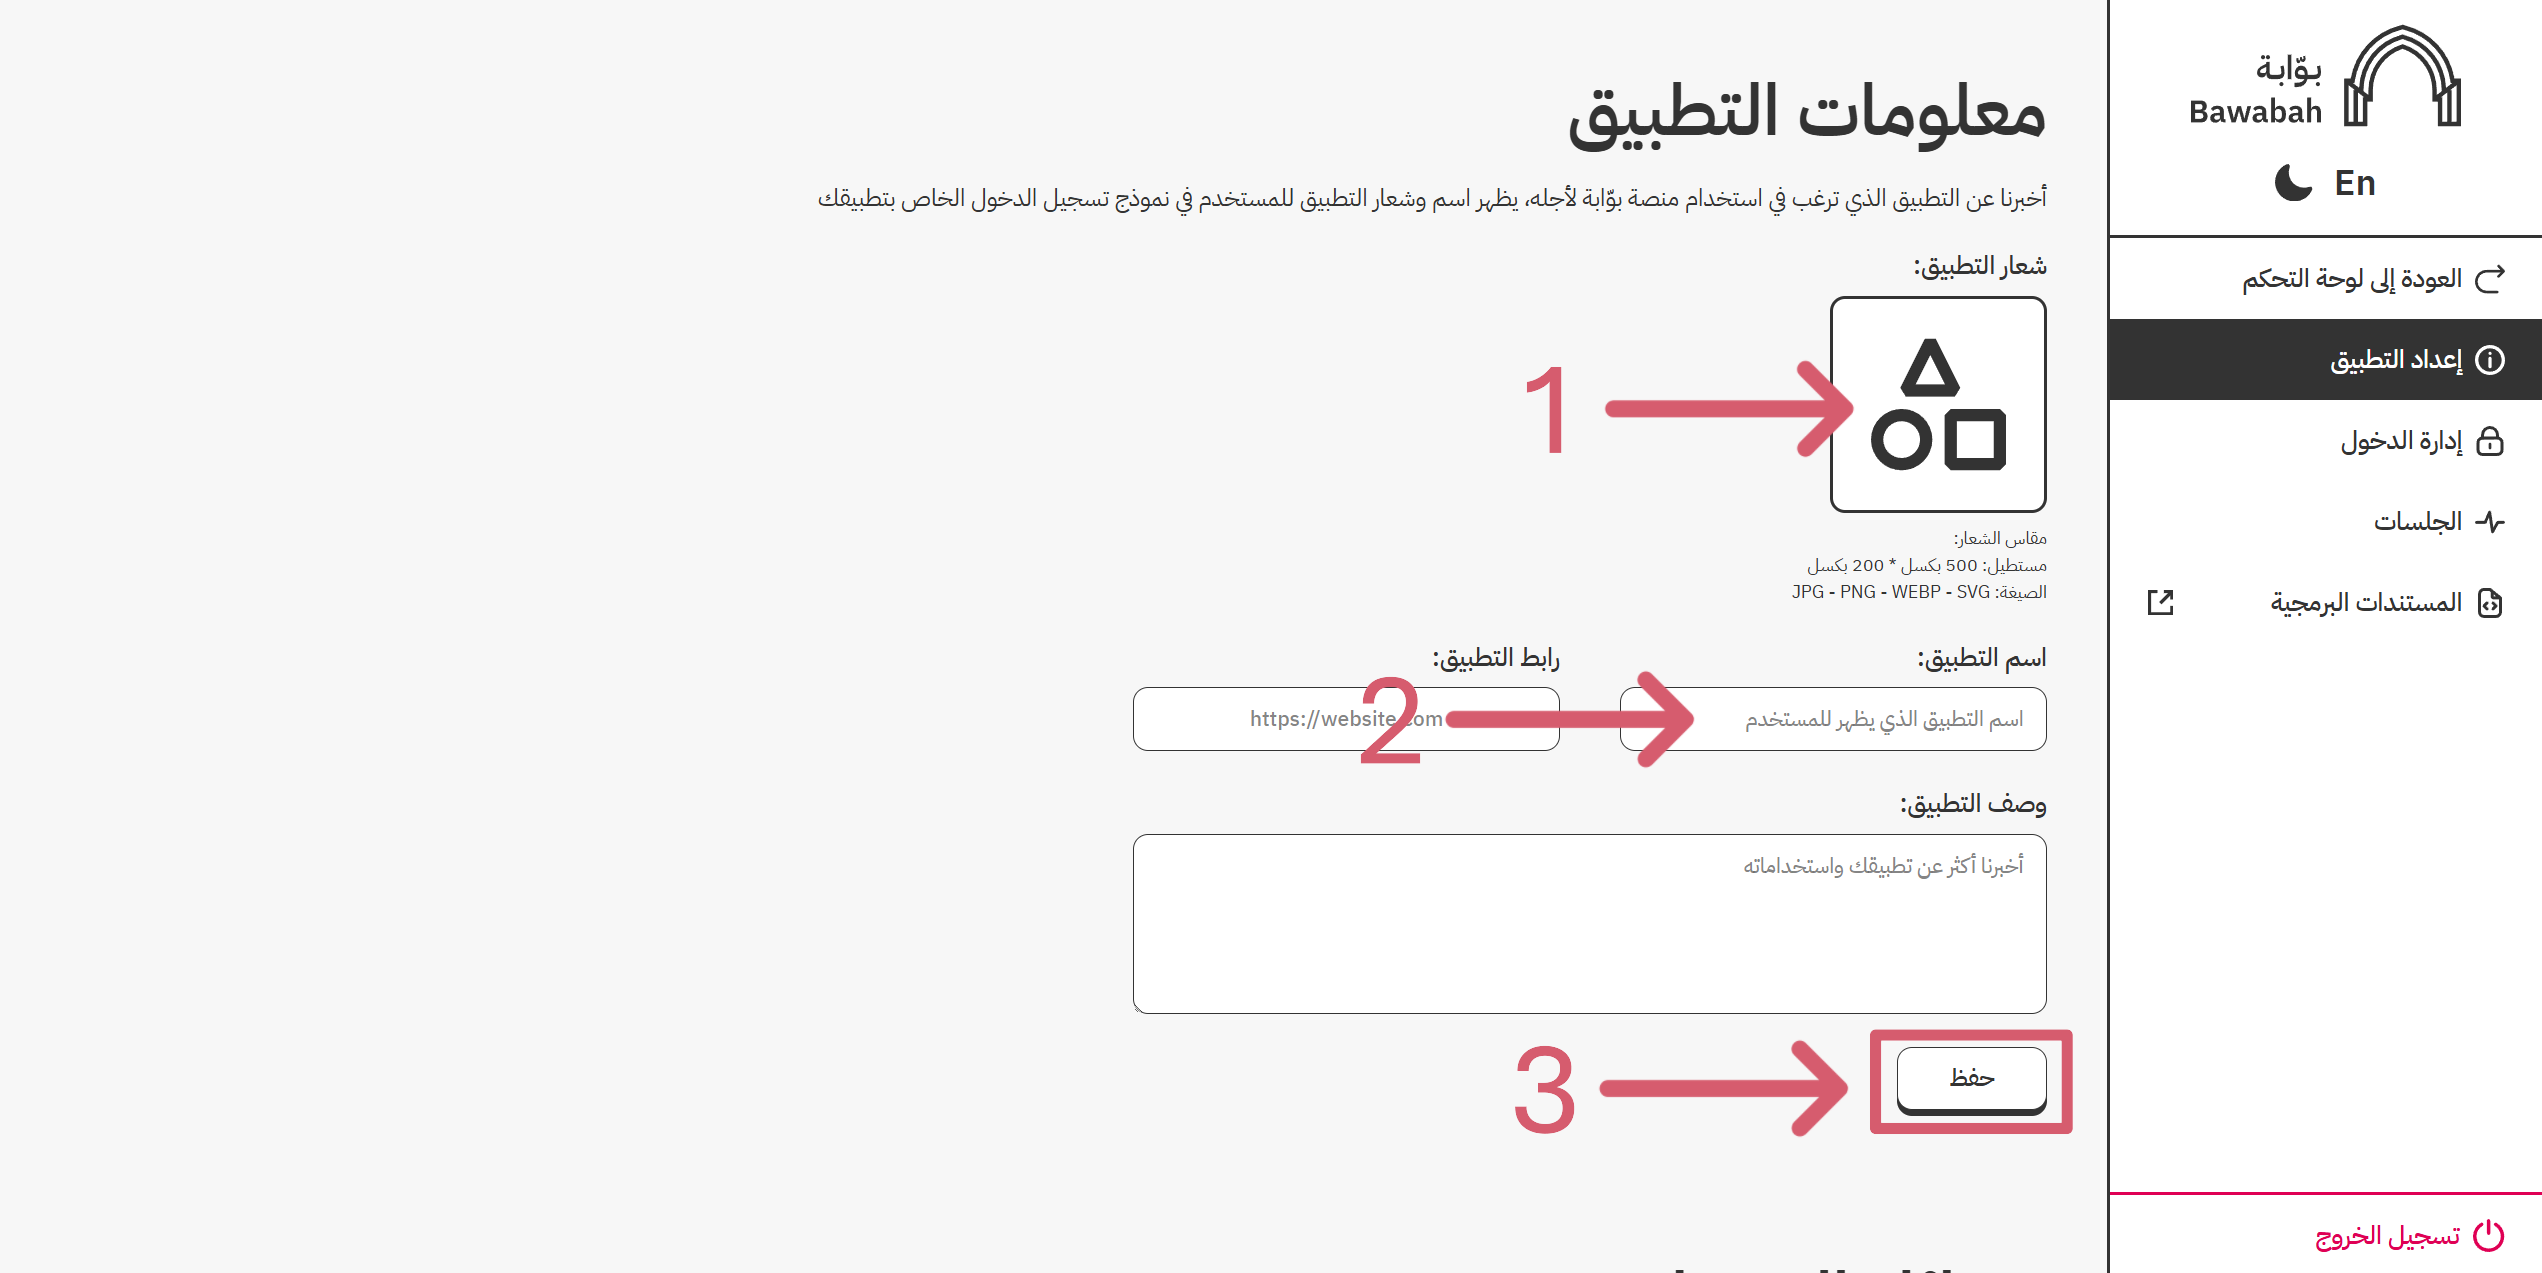 بوّابة
Bawabah
En
العودة إلى لوحة التحكم
إعداد التطبيق
إدارة الدخول
الجلسات
المستندات البرمجية
تسجيل الخروج
معلومات التطبيق
أخبرنا عن التطبيق الذي ترغب في استخدام منصة بوّابة لأجله، يظهر اسم وشعار التطبيق للمستخدم في نموذج تسجيل الدخول الخاص بتطبيقك
شعار التطبيق:
1
مقاس الشعار:
مستطيل: 500 بكسل * 200 بكسل
الصيغة: JPG - PNG - WEBP - SVG
اسم التطبيق:
اسم التطبيق الذي يظهر للمستخدم
رابط التطبيق:
https://website.com
2
وصف التطبيق:
أخبرنا أكثر عن تطبيقك واستخداماته
حفظ
3